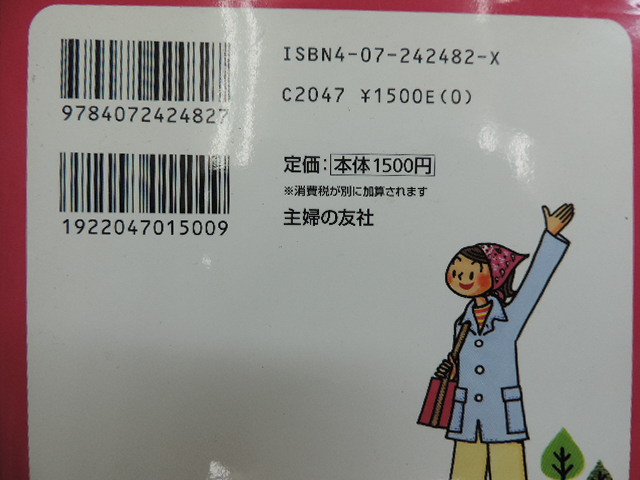 ISBN4-07-242482-X
9784072424827
C2047 ¥1500E(0)
定価：本体1500円
※消費税が別に加算されます
1922047015009
主婦の友社